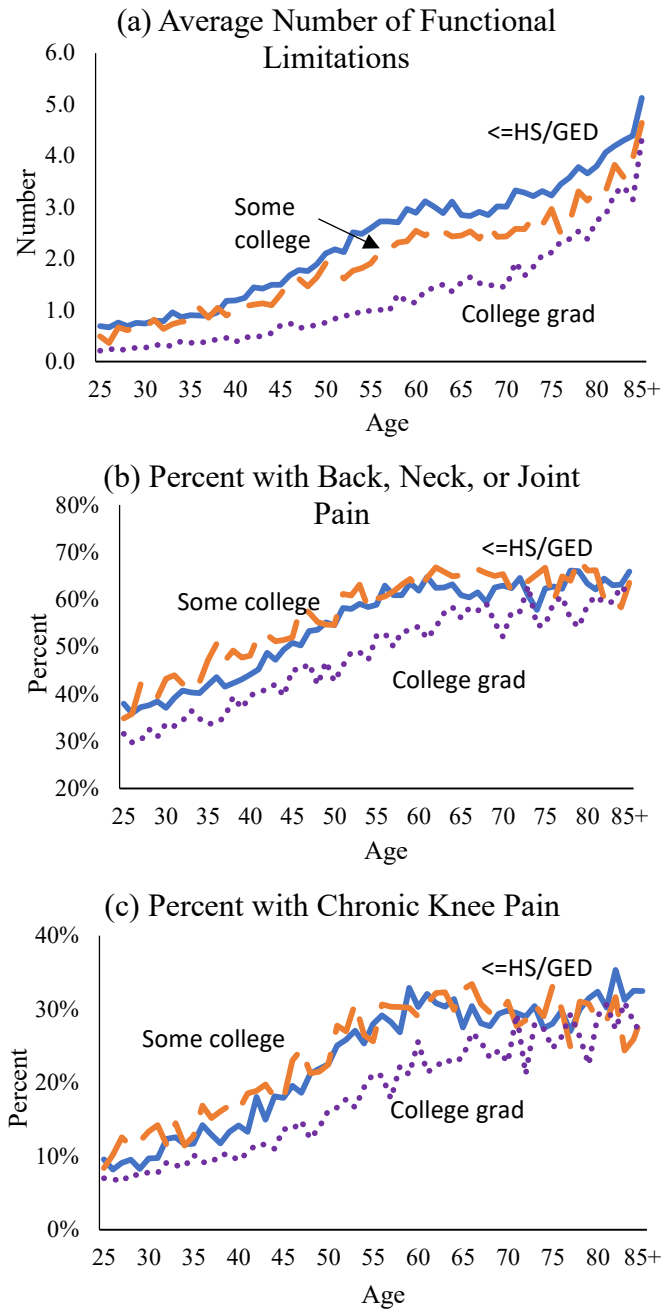 (a) Average Number of Functional
Limitations
6.0
5.0
4.0
3.0
2.0
1.0
0.0
Number
<=HS/GED
Some
college
College grad
25 30 35 40 45 50 55 60 65 70 75 80 85+
Age
(b) Percent with Back, Neck, or Joint
Pain
80%
70%
60%
50%
40%
30%
20%
Percent
<=HS/GED
Some college
College grad
25 30 35 40 45 50 55 60 65 70 75 80 85+
Age
(c) Percent with Chronic Knee Pain
40%
30%
20%
10%
0%
Percent
<=HS/GED
Some college
College grad
25 30 35 40 45 50 55 60 65 70 75 80 85+
Age